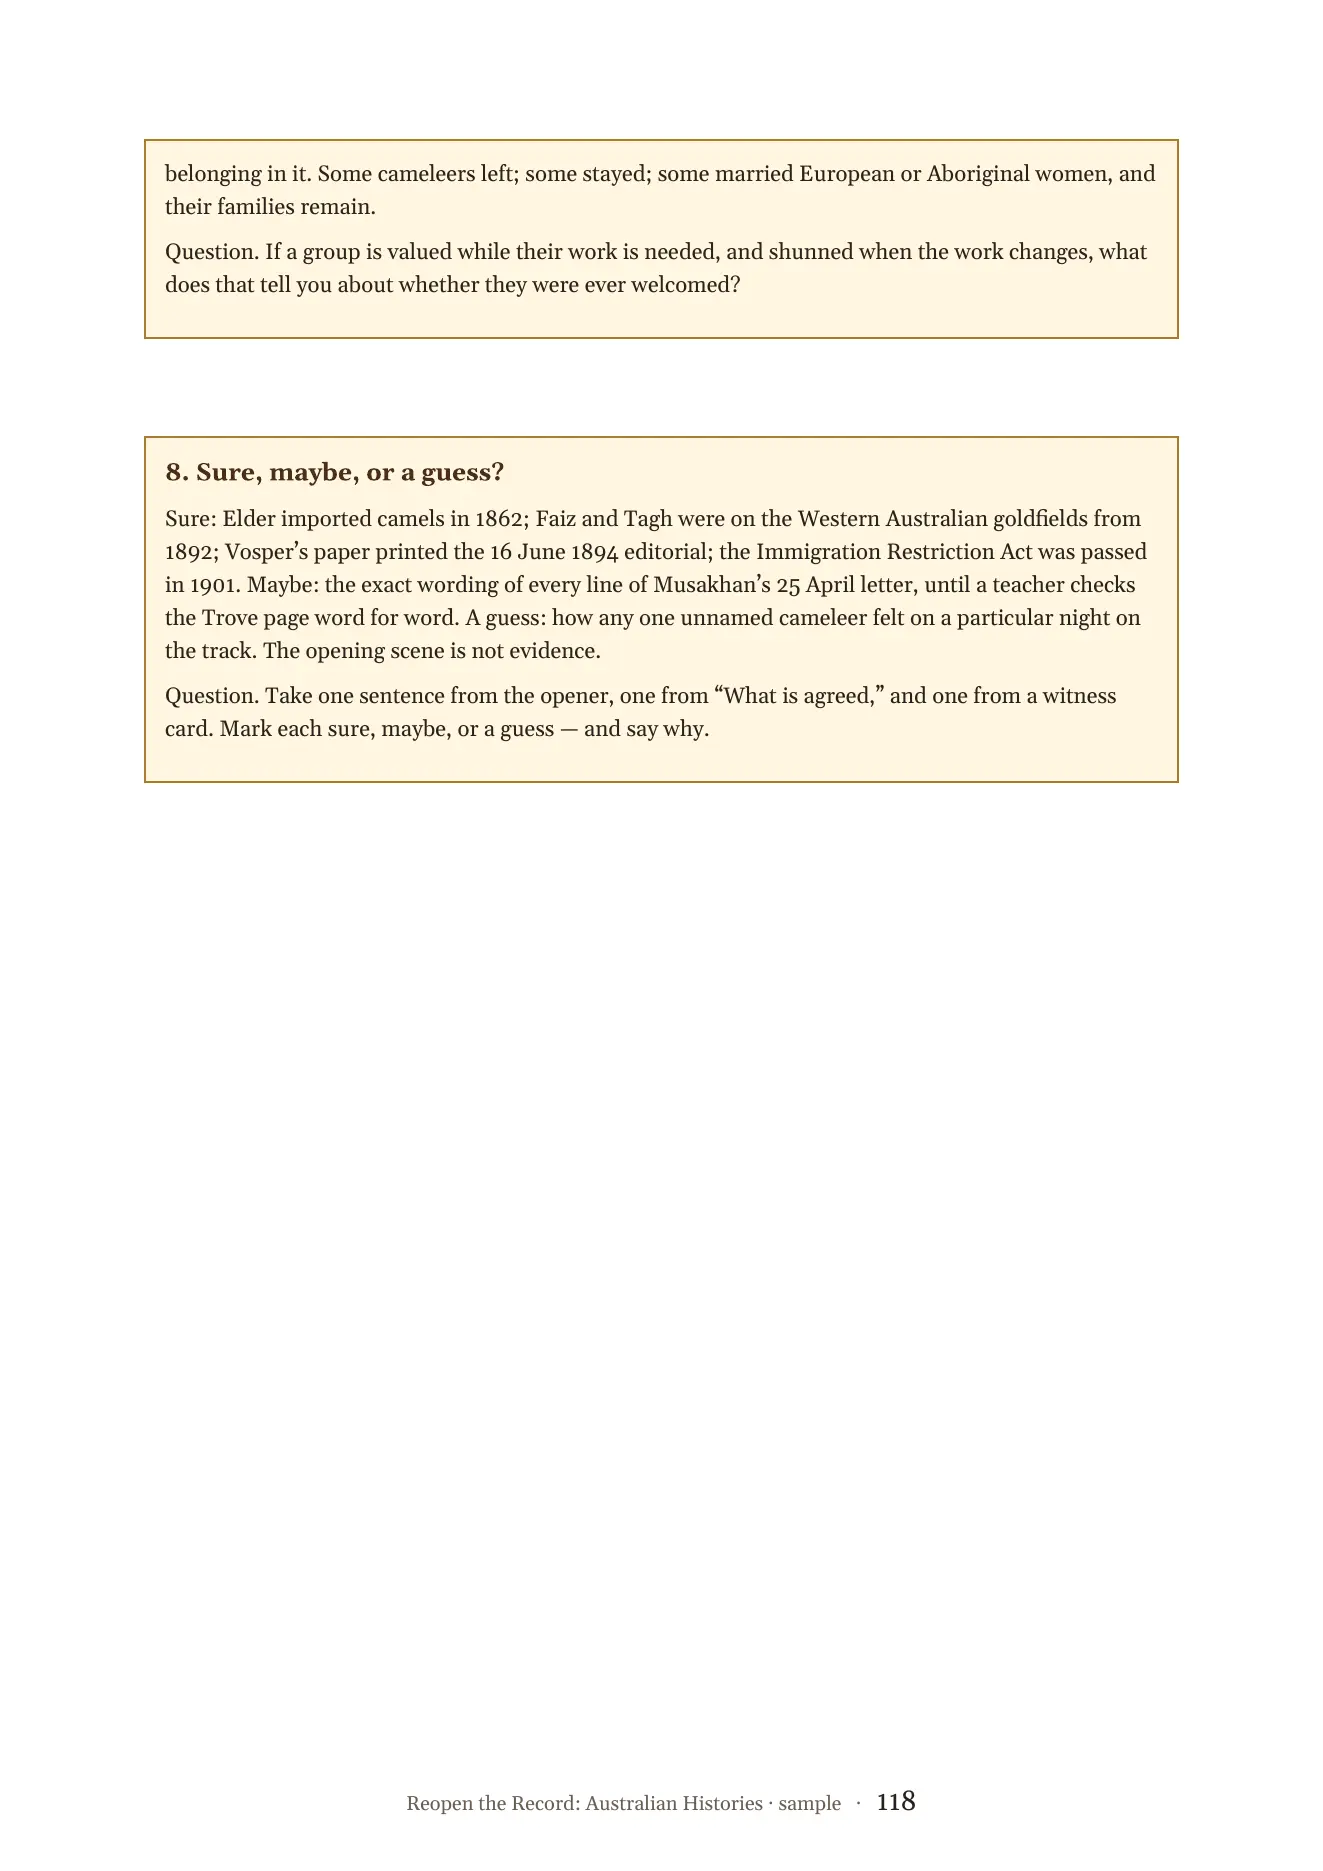 belonging in it. Some cameleers left; some stayed; some married European or Aboriginal women, and
their families remain.
Question. If a group is valued while their work is needed, and shunned when the work changes, what
does that tell you about whether they were ever welcomed?
8. Sure, maybe, or a guess?
Sure: Elder imported camels in 1862; Faiz and Tagh were on the Western Australian goldfields from
1892; Vosper’s paper printed the 16 June 1894 editorial; the Immigration Restriction Act was passed
in 1901. Maybe: the exact wording of every line of Musakhan’s 25 April letter, until a teacher checks
the Trove page word for word. A guess: how any one unnamed cameleer felt on a particular night on
the track. The opening scene is not evidence.
Question. Take one sentence from the opener, one from “What is agreed,” and one from a witness
card. Mark each sure, maybe, or a guess — and say why.
Reopen the Record: Australian Histories · sample · 118